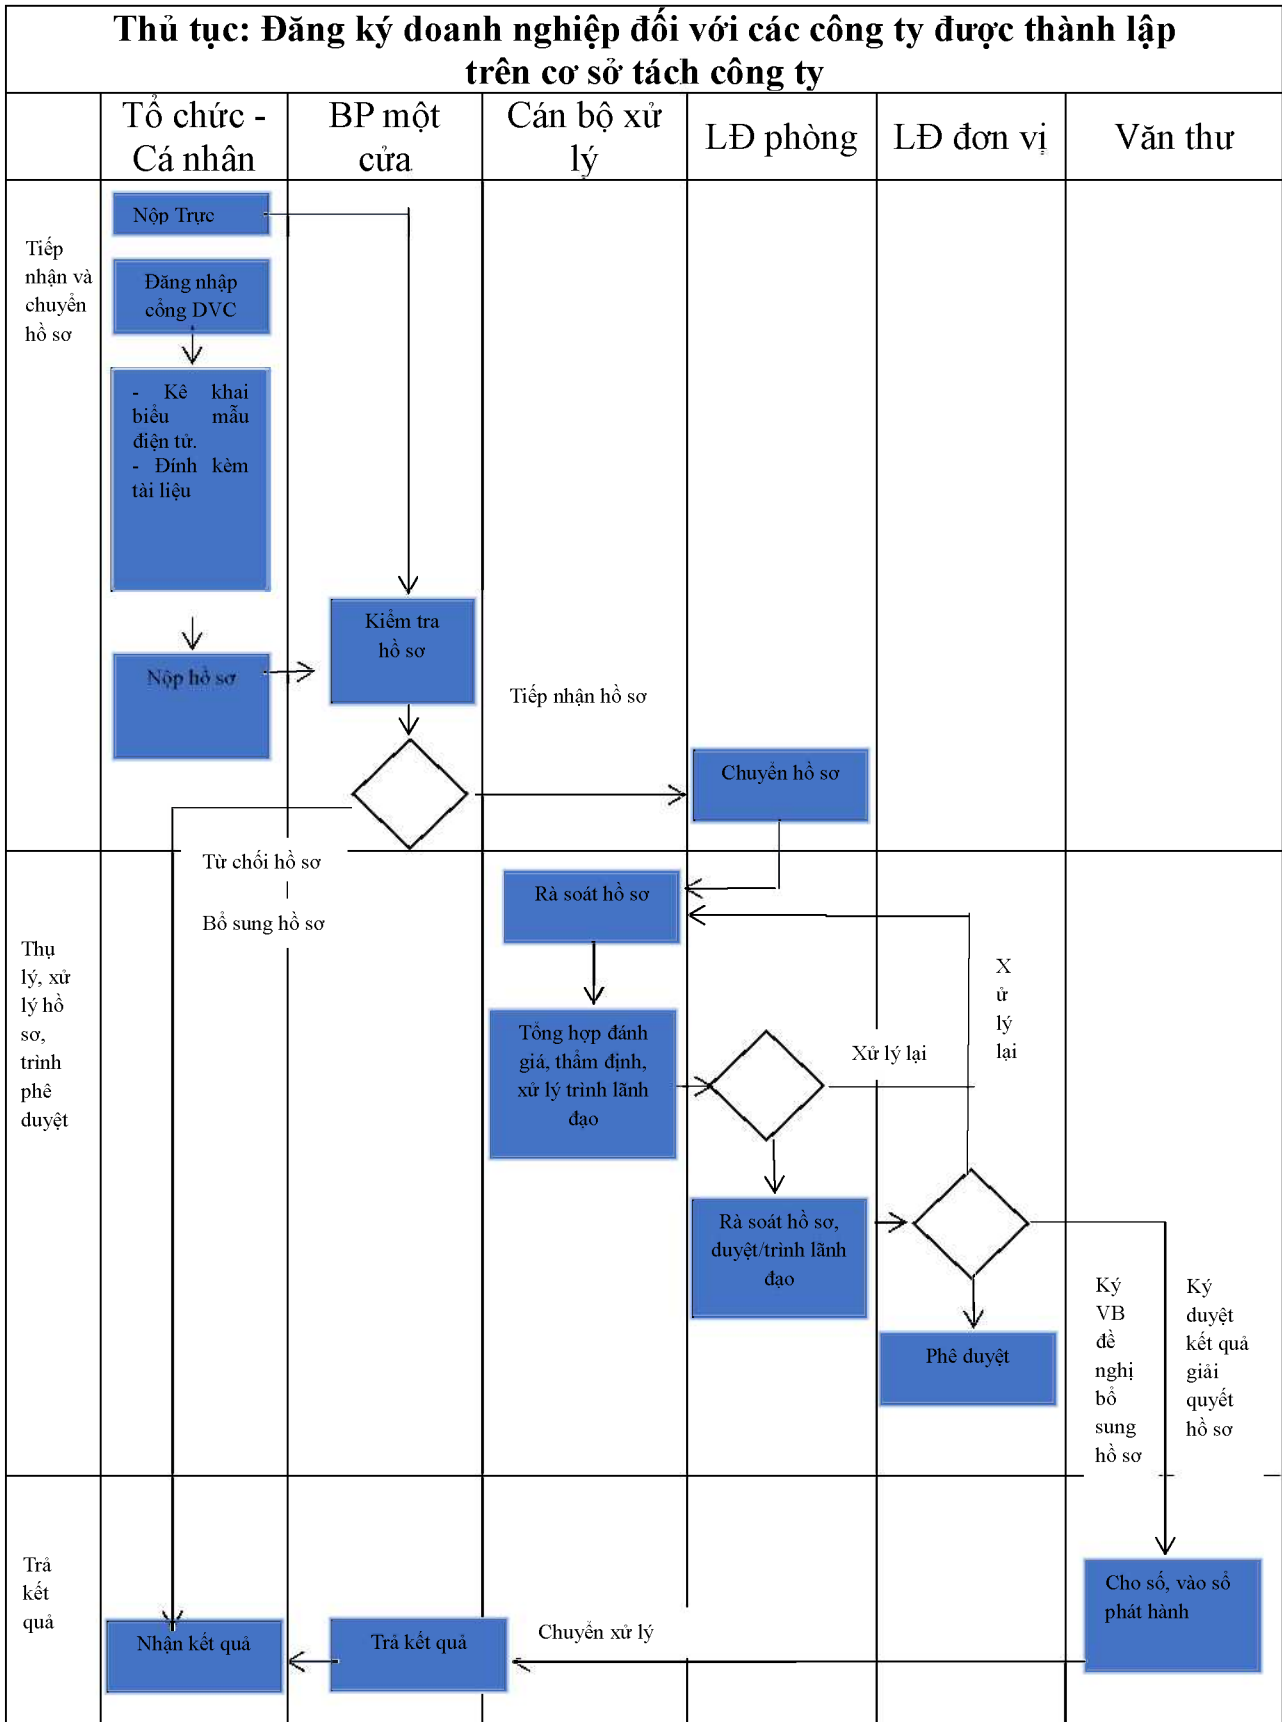 Thủ tục: Đăng ký doanh nghiệp đối với các công ty được thành lập
trên cơ sở tách công ty
Tổ chức -
Cá nhân
BP một
cửa
Cán bộ xử
lý
LĐ phòng
LĐ đơn vị
Văn thư
Tiếp
nhận và
chuyển
hồ sơ
Nộp Trực
Đăng nhập
cổng DVC
- Kê khai
biểu mẫu
điện tử.
- Đính kèm
tài liệu
Nộp hồ sơ
Kiểm tra
hồ sơ
Tiếp nhận hồ sơ
Chuyển hồ sơ
Từ chối hồ sơ
Bổ sung hồ sơ
Thụ
lý, xử
lý hồ
sơ,
trình
phê
duyệt
Rà soát hồ sơ
Tổng hợp đánh
giá, thẩm định,
xử lý trình lãnh
đạo
Xử lý lại
X
ử
lý
lại
Rà soát hồ sơ,
duyệt/trình lãnh
đạo
Phê duyệt
Ký
VB
đề
nghị
bổ
sung
hồ sơ
Ký
duyệt
kết quả
giải
quyết
hồ sơ
Trả
kết
quả
Nhận kết quả
Trả kết quả
Chuyển xử lý
Cho số, vào sổ
phát hành